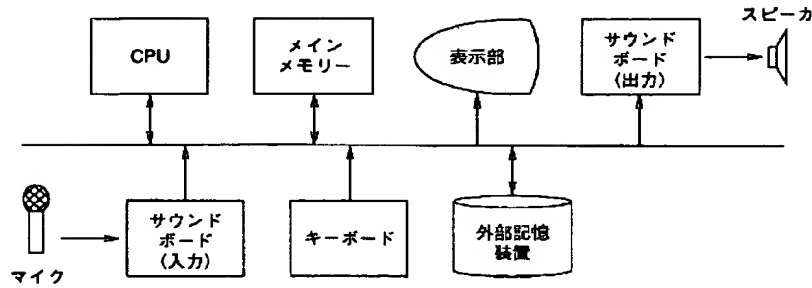 スピーカ
CPU
メイン
メモリー
表示部
サウンド
ボード
(出力)
マイク
サウンド
ボード
(入力)
キーボード
外部記憶
装置